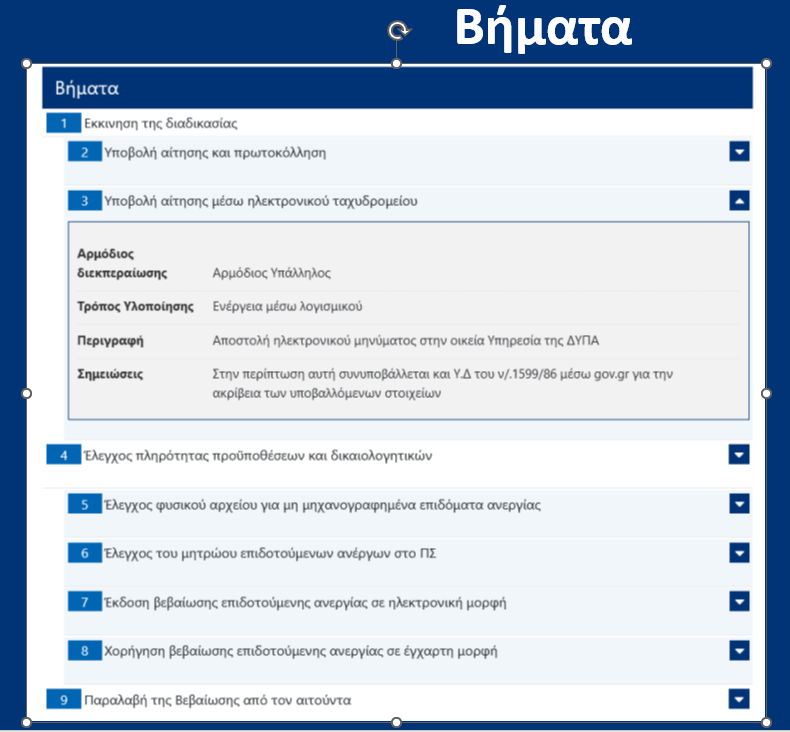 Βήματα
Βήματα
1 Εκκινηση της διαδικασίας
2 Υποβολή αίτησης και πρωτοκόλληση
3 Υποβολή αίτησης μέσω ηλεκτρονικού ταχυδρομείου
Αρμόδιος
διεκπεραίωσης Αρμόδιος Υπάλληλος
Τρόπος Υλοποίησης Ενέργεια μέσω λογισμικού
Περιγραφή Αποστολή ηλεκτρονικού μηνύματος στην οικεία Υπηρεσία της ΔΥΠΑ
Σημειώσεις Στην περίπτωση αυτή συνυποβάλλεται και Υ.Δ του ν/.1599/86 μέσω gov.gr για την
ακρίβεια των υποβαλλόμενων στοιχείων
4 Έλεγχος πληρότητας προϋποθέσεων και δικαιολογητικών
5 Έλεγχος φυσικού αρχείου για μη μηχανογραφημένα επιδόματα ανεργίας
6 Έλεγχος του μητρώου επιδοτούμενων ανέργων στο ΠΣ
7 Έκδοση βεβαίωσης επιδοτούμενης ανεργίας σε ηλεκτρονική μορφή
8 Χορήγηση βεβαίωσης επιδοτούμενης ανεργίας σε έγχαρτη μορφή
9 Παραλαβή της Βεβαίωσης από τον αιτούντα